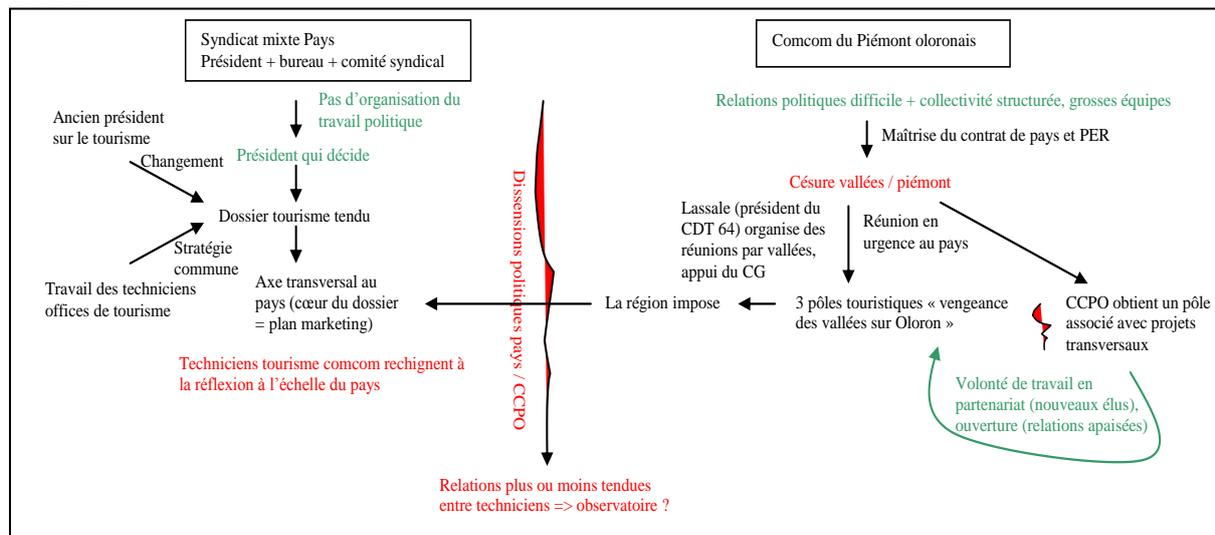 Syndicat mixte Pays
Président + bureau + comité syndical
Comcom du Piémont oloronais
Pas d'organisation du
travail politique
Relations politiques difficile + collectivité structurée, grosses équipes
Ancien président
sur le tourisme
Changement
Président qui décide
Maîtrise du contrat de pays et PER
Césure vallées / piémont
Dossier tourisme tendu
Stratégie
commune
Travail des techniciens
offices de tourisme
Axe transversal au
pays (cœur du dossier
= plan marketing)
Techniciens tourisme comcom rechignent à
la réflexion à l'échelle du pays
Dissensions politiques pays / CCPO
Lassale (président du
CDT 64) organise des
réunions par vallées,
appui du CG
Réunion en
urgence au pays
La région impose
3 pôles touristiques « vengeance
des vallées sur Oloron »
CCPO obtient un pôle
associé avec projets
transversaux
Volonté de travail en
partenariat (nouveaux élus),
ouverture (relations apaisées)
Relations plus ou moins tendues
entre techniciens => observatoire ?